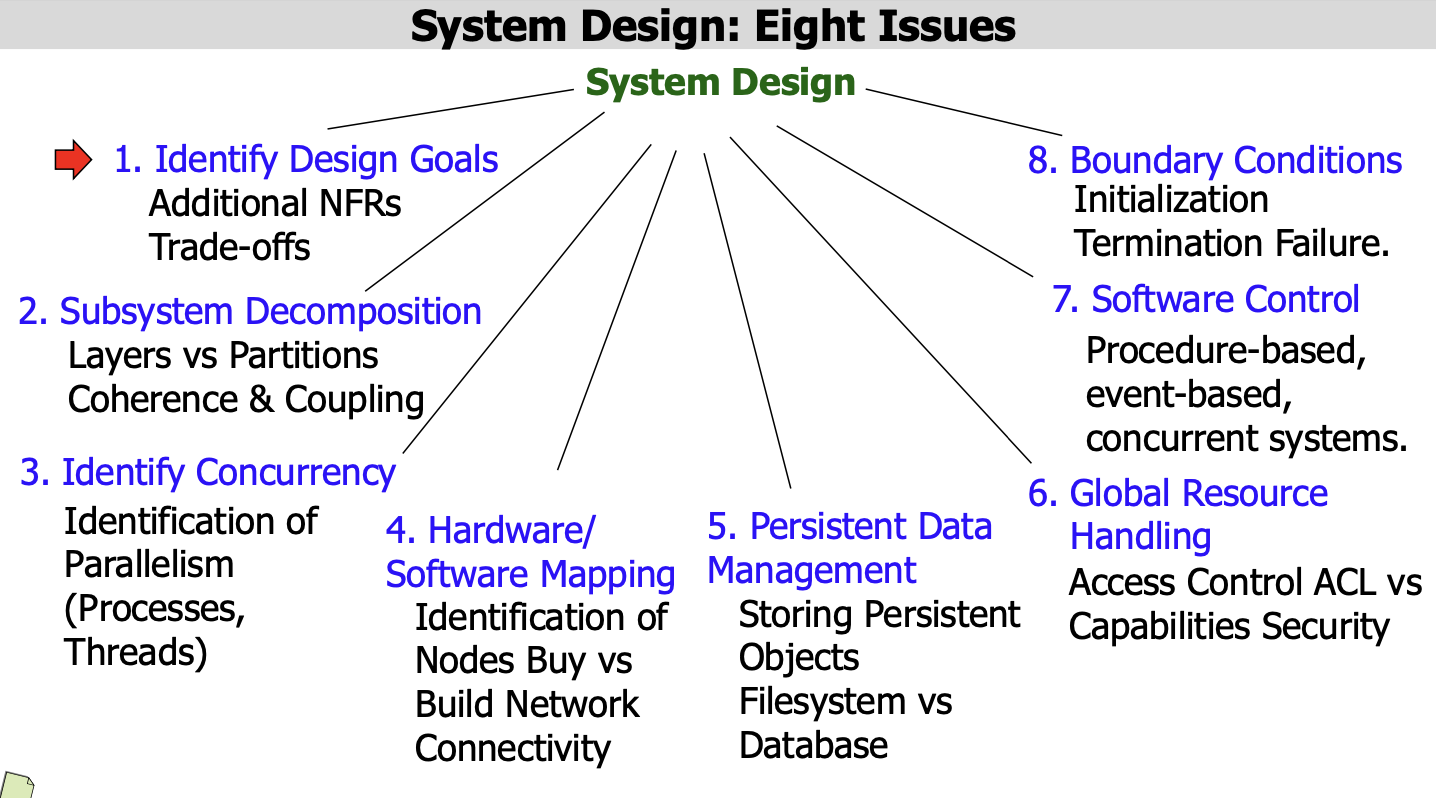 System Design: Eight Issues
System Design
1. Identify Design Goals
Additional NFRs
Trade-offs
2. Subsystem Decomposition
Layers vs Partitions
Coherence & Coupling
3. Identify Concurrency
Identification of
Parallelism
(Processes,
Threads)
4. Hardware/
Software Mapping
Identification of
Nodes Buy vs
Build Network
Connectivity
5. Persistent Data
Management
Storing Persistent
Objects
Filesystem vs
Database
6. Global Resource
Handling
Access Control ACL vs
Capabilities Security
7. Software Control
Procedure-based,
event-based,
concurrent systems.
8. Boundary Conditions
Initialization
Termination Failure.